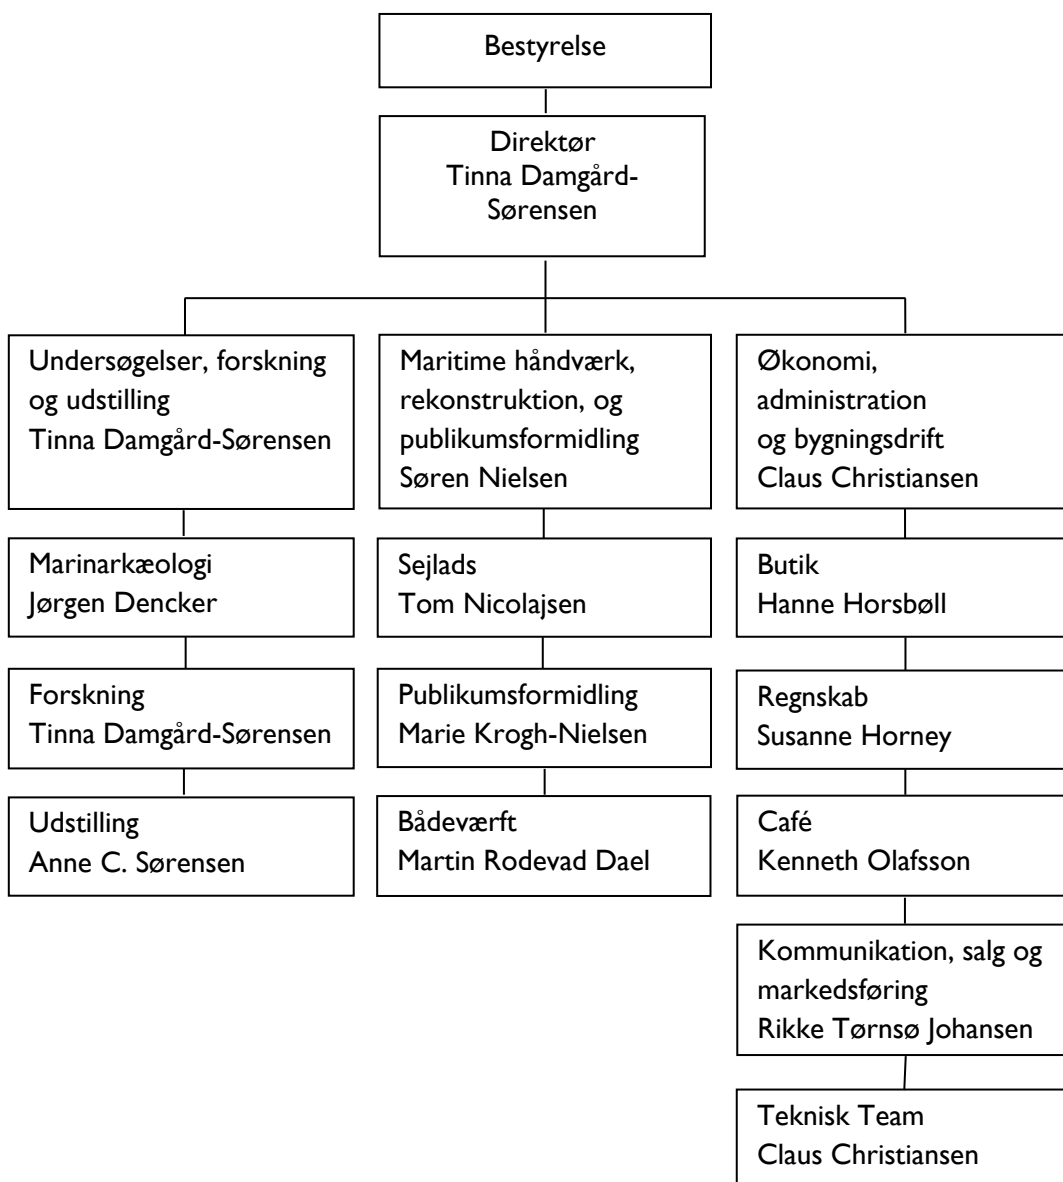 Bestyrelse
Direktør
Tinna Damgård-
Sørensen
Undersøgelser, forskning
og udstilling
Tinna Damgård-Sørensen
Marinarkæologi
Jørgen Dencker
Forskning
Tinna Damgård-Sørensen
Udstilling
Anne C. Sørensen
Maritime håndværk,
rekonstruktion, og
publikumsformidling
Søren Nielsen
Sejlads
Tom Nicolajsen
Publikumsformidling
Marie Krogh-Nielsen
Bådeværft
Martin Rodevad Dael
Økonomi,
administration
og bygningsdrift
Claus Christiansen
Butik
Hanne Horsbøll
Regnskab
Susanne Horney
Café
Kenneth Olafsson
Kommunikation, salg og
markedsføring
Rikke Tørnsø Johansen
Teknisk Team
Claus Christiansen